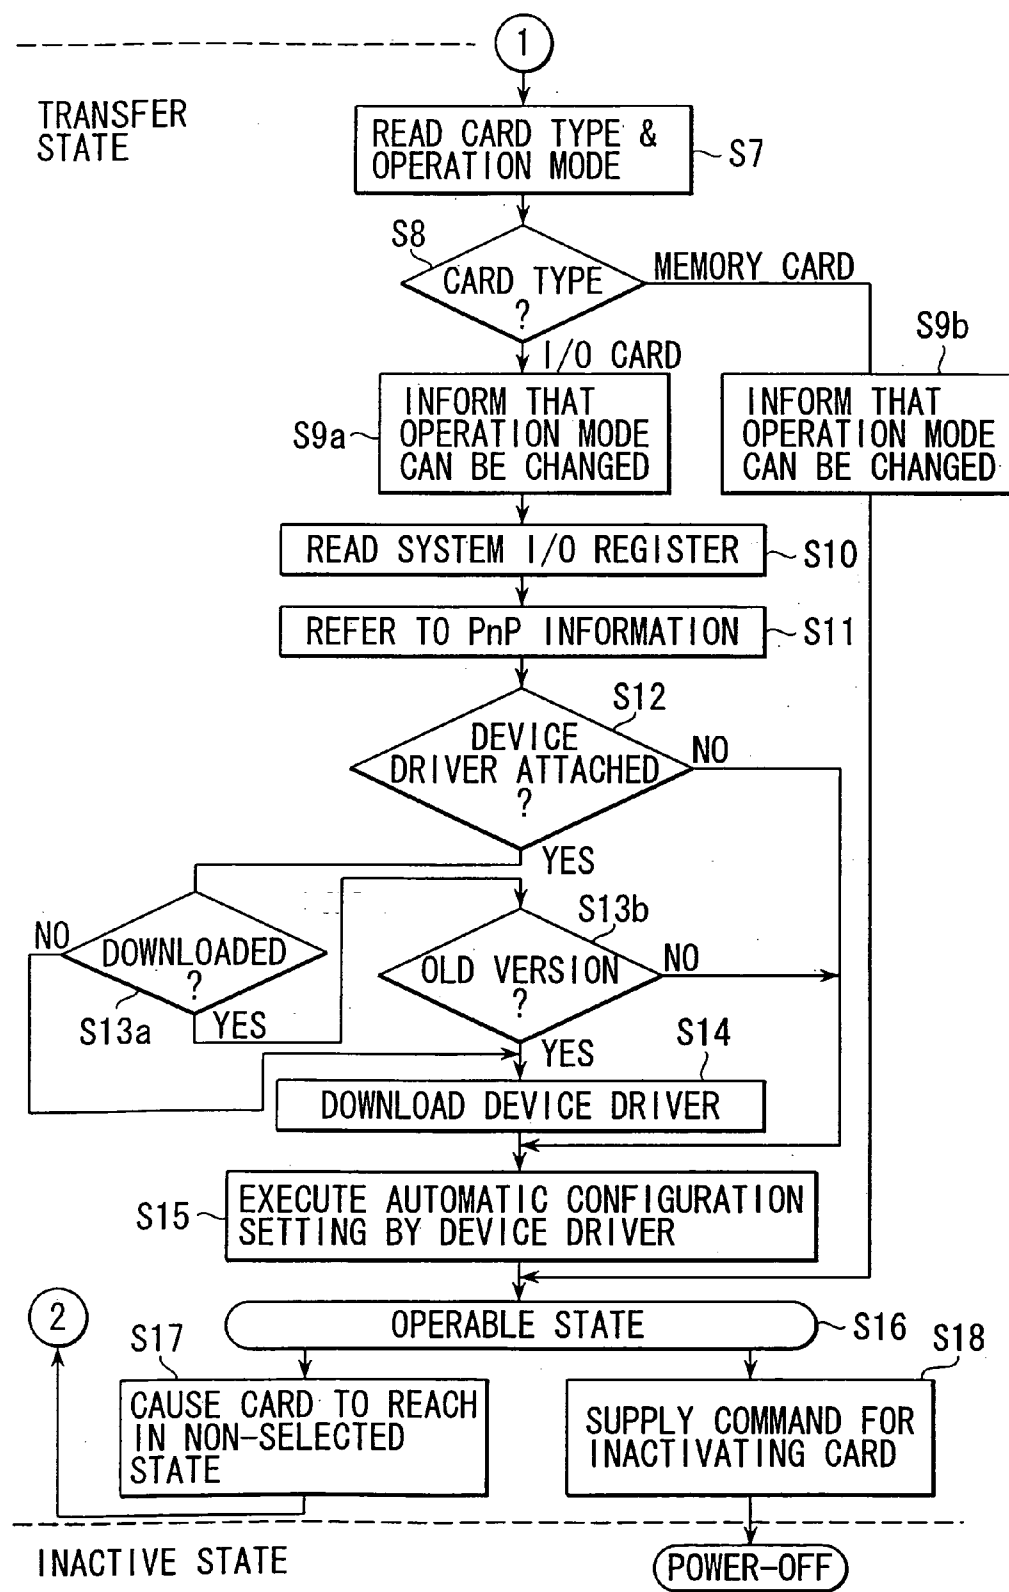 1
TRANSFER
STATE
READ CARD TYPE &
OPERATION MODE
S7
S8
CARD TYPE
?
MEMORY CARD
I/O CARD
S9b
S9a
INFORM THAT
OPERATION MODE
CAN BE CHANGED
INFORM THAT
OPERATION MODE
CAN BE CHANGED
READ SYSTEM I/O REGISTER
S10
REFER TO PnP INFORMATION
S11
S12
DEVICE
DRIVER ATTACHED
?
NO
YES
NO
DOWNLOADED
?
S13a
YES
S13b
OLD VERSION
?
NO
YES
S14
DOWNLOAD DEVICE DRIVER
S15
EXECUTE AUTOMATIC CONFIGURATION
SETTING BY DEVICE DRIVER
2
OPERABLE STATE
S16
S17
S18
CAUSE CARD TO REACH
IN NON-SELECTED
STATE
SUPPLY COMMAND FOR
INACTIVATING CARD
INACTIVE STATE
POWER-OFF